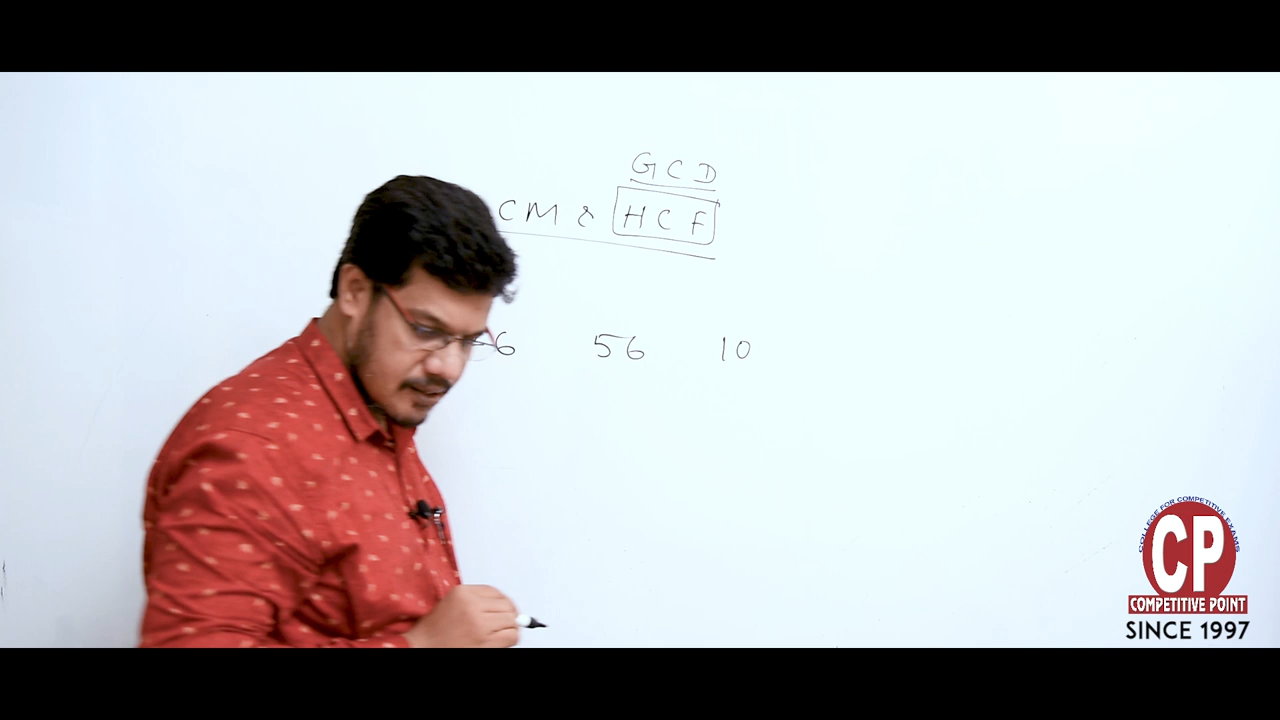 GCD
CM & HCF
6 56 10
COLLEGE FOR COMPETITIVE EXAMS
CP
COMPETITIVE POINT
SINCE 1997